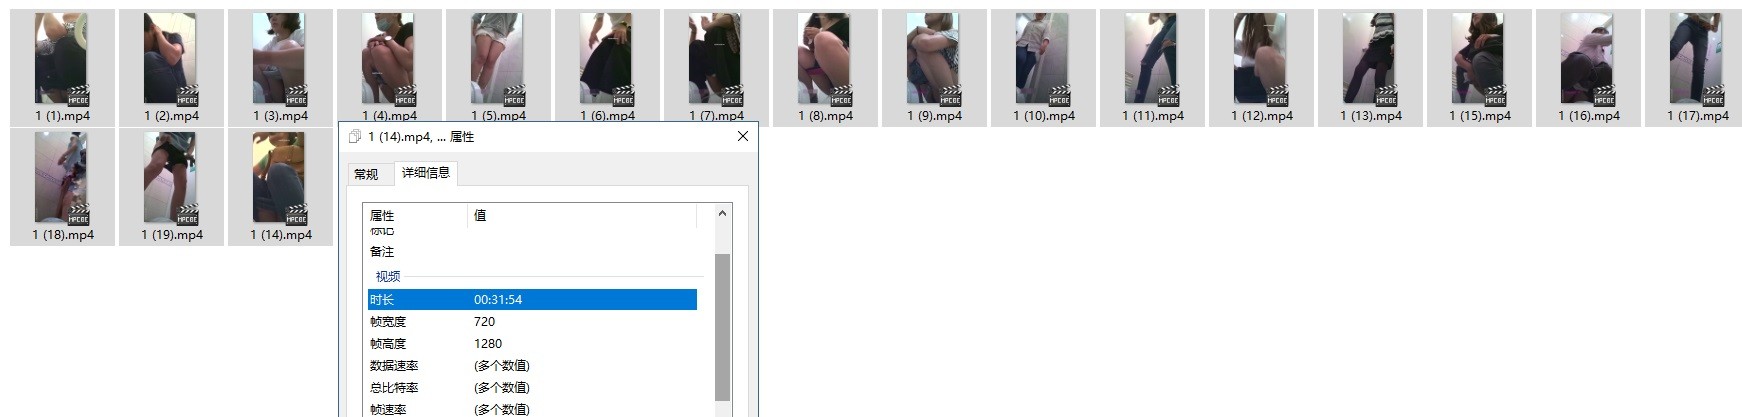 1 (1).mp4
1 (2).mp4
1 (3).mp4
1 (4).mp4
1 (5).mp4
1 (6).mp4
1 (7).mp4
1 (8).mp4
1 (9).mp4
1 (10).mp4
1 (11).mp4
1 (12).mp4
1 (13).mp4
1 (15).mp4
1 (16).mp4
1 (17).mp4
1 (18).mp4
1 (19).mp4
1 (14).mp4
1 (14).mp4, ... 属性
常规 详细信息
属性 值
标记
备注
视频
时长 00:31:54
帧宽度 720
帧高度 1280
数据速率 (多个数值)
总比特率 (多个数值)
帧速率 (多个数值)